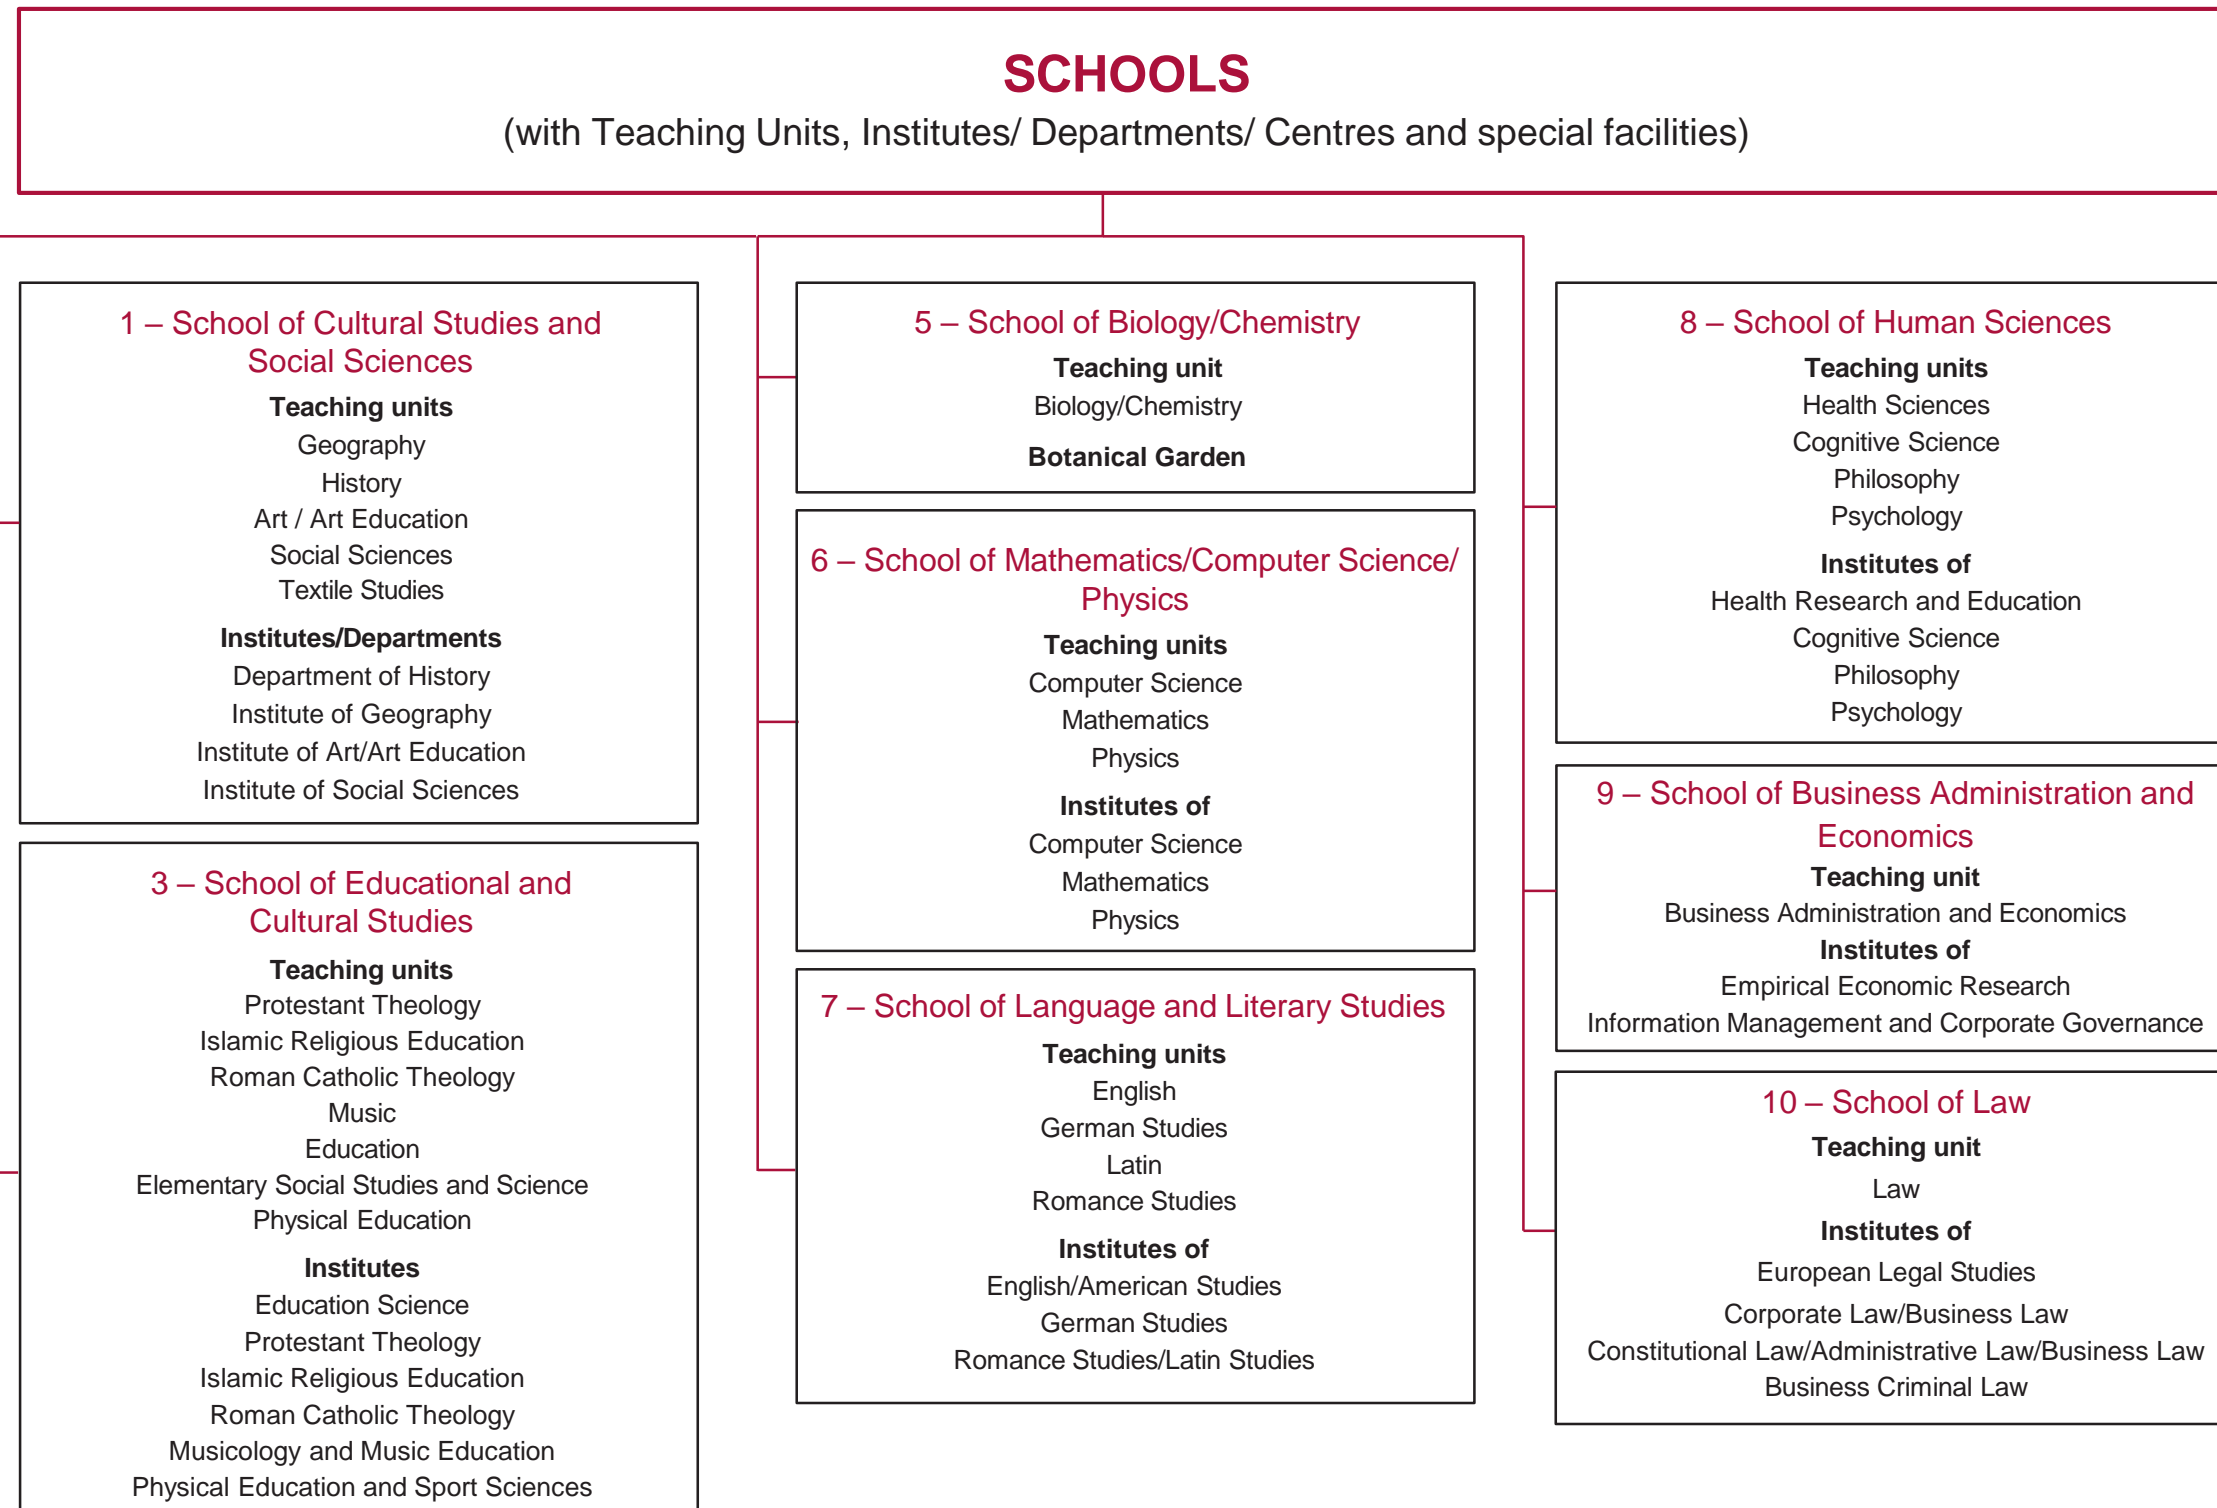 SCHOOLS
(with Teaching Units, Institutes/ Departments/ Centres and special facilities)
1 – School of Cultural Studies and
Social Sciences
Teaching units
Geography
History
Art / Art Education
Social Sciences
Textile Studies
Institutes/Departments
Department of History
Institute of Geography
Institute of Art/Art Education
Institute of Social Sciences
3 – School of Educational and
Cultural Studies
Teaching units
Protestant Theology
Islamic Religious Education
Roman Catholic Theology
Music
Education
Elementary Social Studies and Science
Physical Education
Institutes
Education Science
Protestant Theology
Islamic Religious Education
Roman Catholic Theology
Musicology and Music Education
Physical Education and Sport Sciences
5 – School of Biology/Chemistry
Teaching unit
Biology/Chemistry
Botanical Garden
6 – School of Mathematics/Computer Science/
Physics
Teaching units
Computer Science
Mathematics
Physics
Institutes of
Computer Science
Mathematics
Physics
7 – School of Language and Literary Studies
Teaching units
English
German Studies
Latin
Romance Studies
Institutes of
English/American Studies
German Studies
Romance Studies/Latin Studies
8 – School of Human Sciences
Teaching units
Health Sciences
Cognitive Science
Philosophy
Psychology
Institutes of
Health Research and Education
Cognitive Science
Philosophy
Psychology
9 – School of Business Administration and
Economics
Teaching unit
Business Administration and Economics
Institutes of
Empirical Economic Research
Information Management and Corporate Governance
10 – School of Law
Teaching unit
Law
Institutes of
European Legal Studies
Corporate Law/Business Law
Constitutional Law/Administrative Law/Business Law
Business Criminal Law